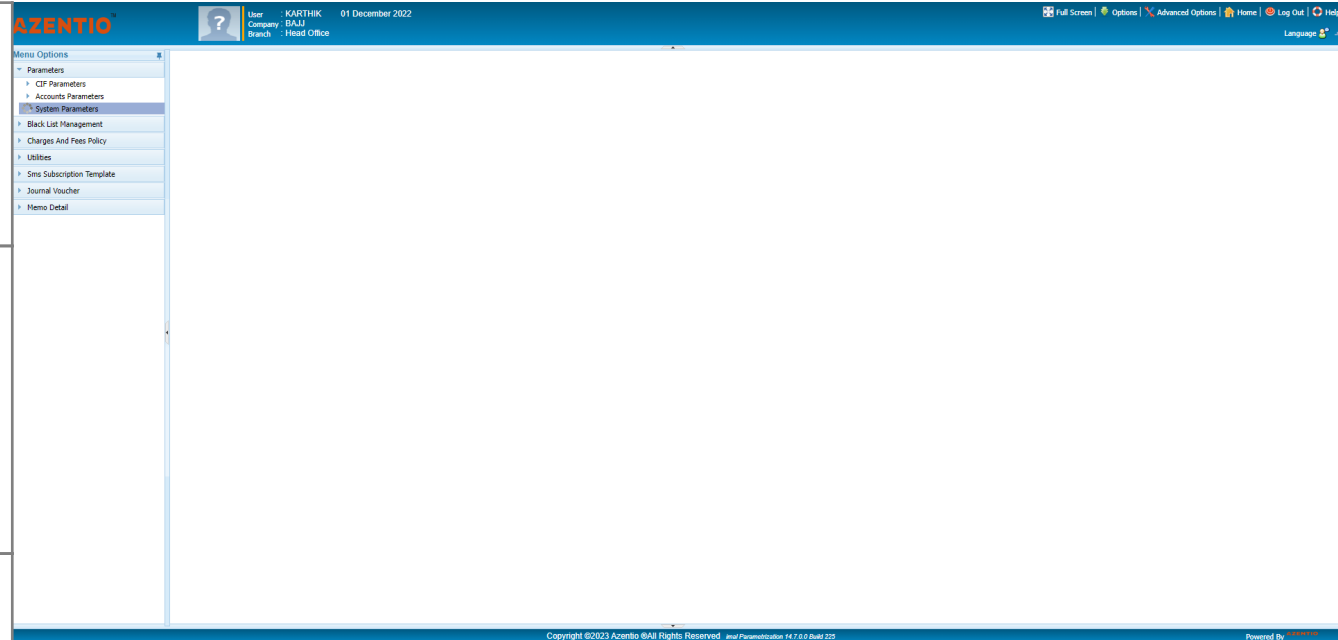 AZENTIO
User : KARTHIK 01 December 2022
Company : BAJJ
Branch : Head Office
Full Screen | Options | Advanced Options | Home | Log Out | Help
Language
Menu Options
Parameters
CIF Parameters
Accounts Parameters
System Parameters
Black List Management
Charges And Fees Policy
Utilities
Sms Subscription Template
Journal Voucher
Memo Detail
Copyright ©2023 Azentio ®All Rights Reserved imal Parametrization 14.7.0.0 Build 225
Powered By AZENTIO